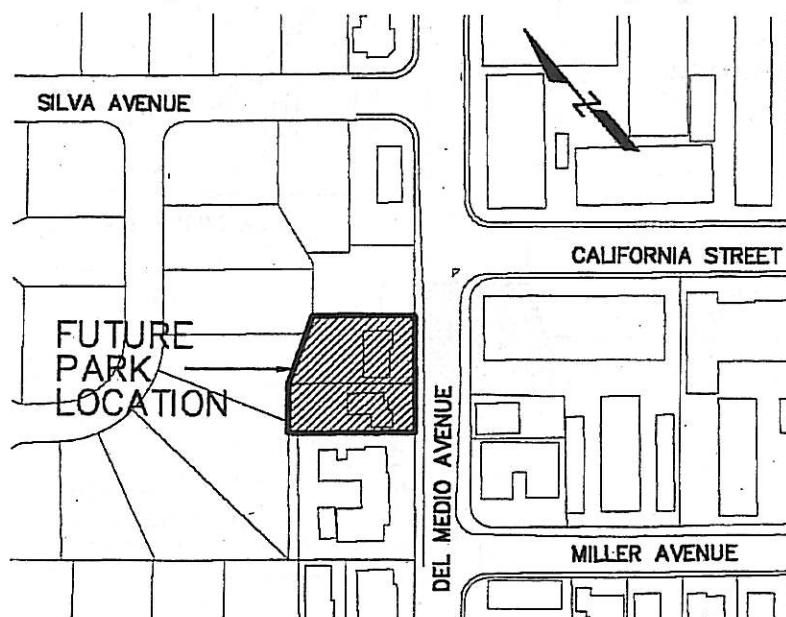 SILVA AVENUE
CALIFORNIA STREET
FUTURE
PARK
LOCATION
DEL MEDIO AVENUE
MILLER AVENUE